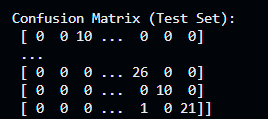 Confusion Matrix (Test Set):
[ 0 0 10 ... 0 0 0]
...
[ 0 0 0 ... 26 0 0]
[ 0 0 0 ... 0 10 0]
[ 0 0 0 ... 1 0 21]]